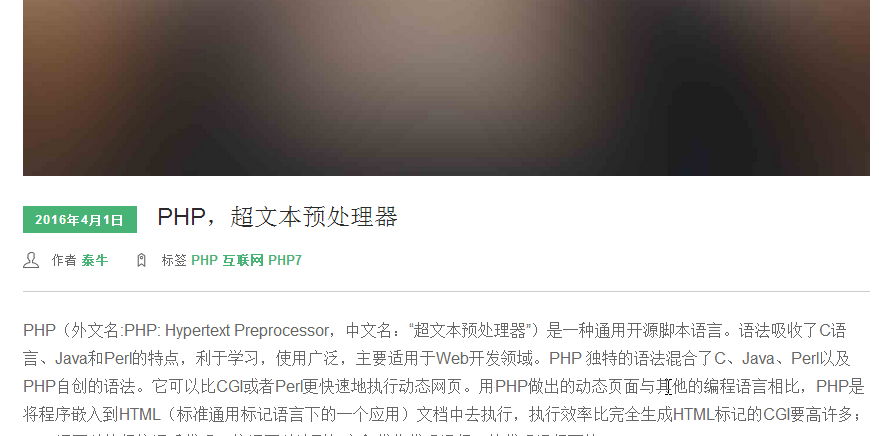 2016年4月1日
PHP，超文本预处理器
作者 泰牛 标签 PHP 互联网 PHP7
PHP（外文名:PHP: Hypertext Preprocessor，中文名：“超文本预处理器”）是一种通用开源脚本语言。语法吸收了C语
言、Java和Perl的特点，利于学习，使用广泛，主要适用于Web开发领域。PHP 独特的语法混合了C、Java、Perl以及
PHP自创的语法。它可以比CGI或者Perl更快速地执行动态网页。用PHP做出的动态页面与其他的编程语言相比，PHP是
将程序嵌入到HTML（标准通用标记语言下的一个应用）文档中去执行，执行效率比完全生成HTML标记的CGI要高许多；